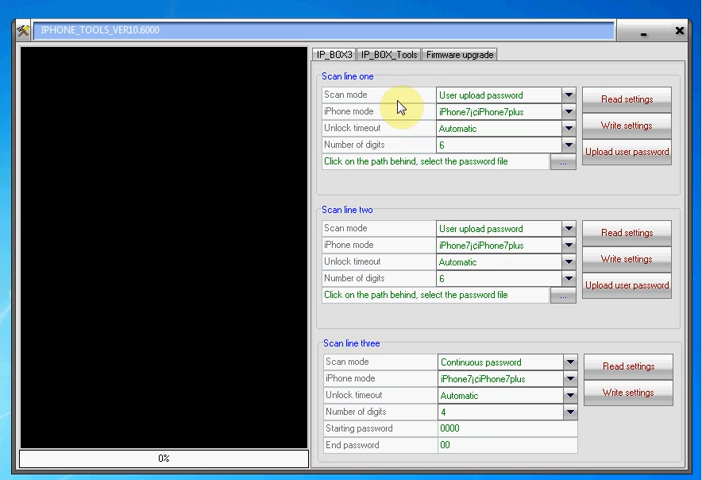 IPHONE_TOOLS_VER10.6000
IP_BOX3 IP_BOX_Tools Firmware upgrade
Scan line one
Scan mode User upload password
iPhone mode iPhone7¡¢iPhone7plus
Read settings
Unlock timeout Automatic
Write settings
Number of digits 6
Upload user password
Click on the path behind, select the password file ...
Scan line two
Scan mode User upload password
Read settings
iPhone mode iPhone7¡¢iPhone7plus
Unlock timeout Automatic
Write settings
Number of digits 6
Upload user password
Click on the path behind, select the password file ...
Scan line three
Scan mode Continuous password
Read settings
iPhone mode iPhone7¡¢iPhone7plus
Unlock timeout Automatic
Write settings
Number of digits 4
Starting password 0000
End password 00
0%